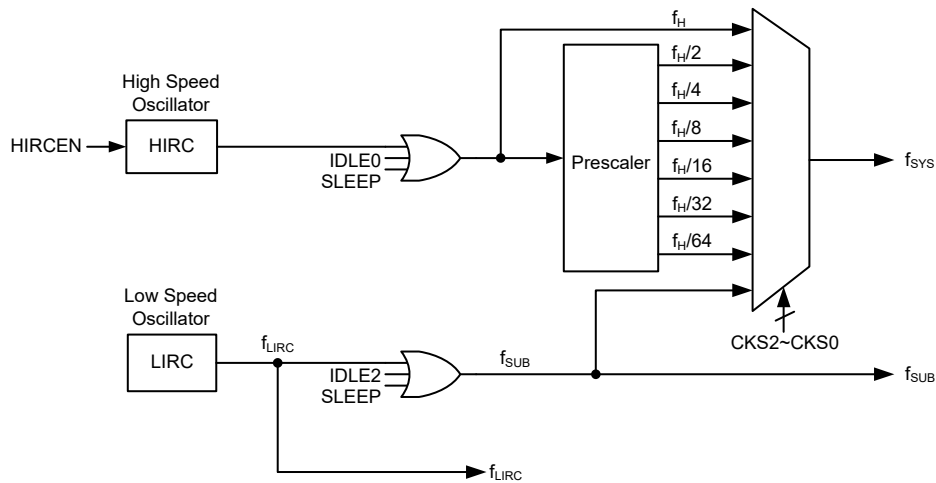 f_H
High Speed
Oscillator
HIRCEN
HIRC
IDLE0
SLEEP
Prescaler
f_H/2
f_H/4
f_H/8
f_H/16
f_H/32
f_H/64
f_SYS
CKS2~CKS0
Low Speed
Oscillator
LIRC
f_LIRC
IDLE2
SLEEP
f_SUB
f_SUB
f_LIRC